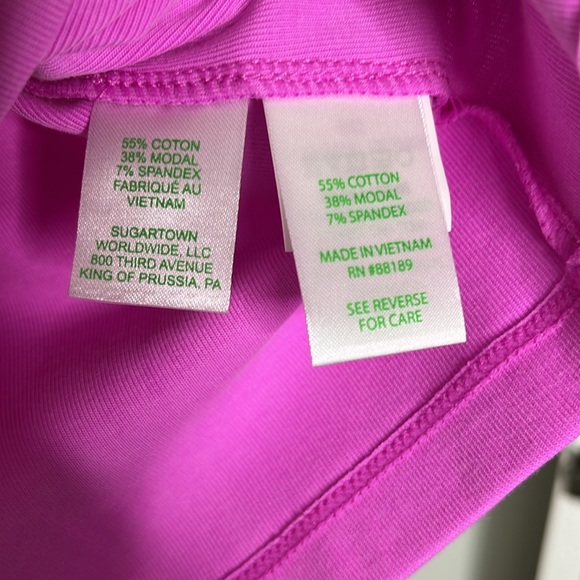 55% COTON
38% MODAL
7% SPANDEX
FABRIQUÉ AU
VIETNAM
SUGARTOWN
WORLDWIDE, LLC
800 THIRD AVENUE
KING OF PRUSSIA, PA
55% COTTON
38% MODAL
7% SPANDEX
MADE IN VIETNAM
RN #88189
SEE REVERSE
FOR CARE